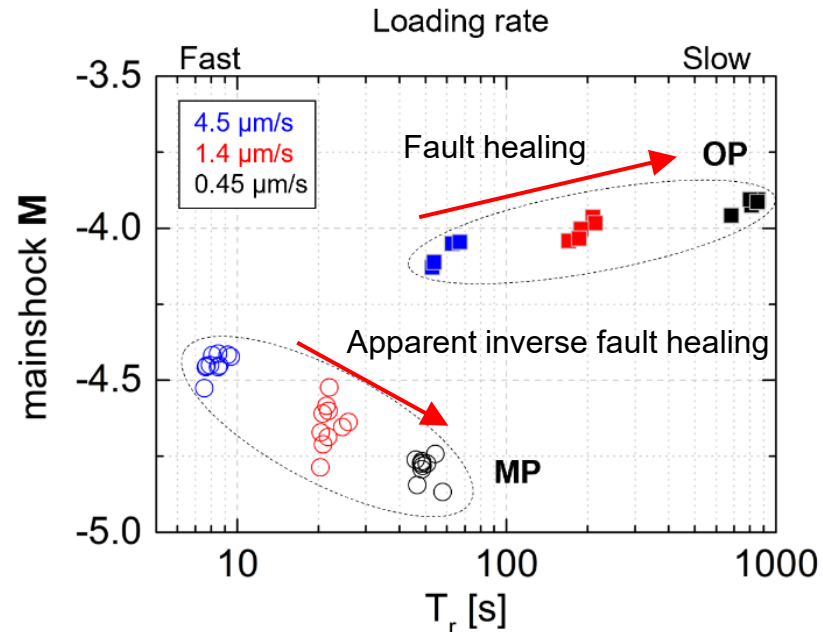 Loading rate
Fast Slow
-3.5
4.5 μm/s
1.4 μm/s
0.45 μm/s
Fault healing
OP
-4.0
mainshock M
Apparent inverse fault healing
-4.5
MP
-5.0
10 100 1000
Tr [s]